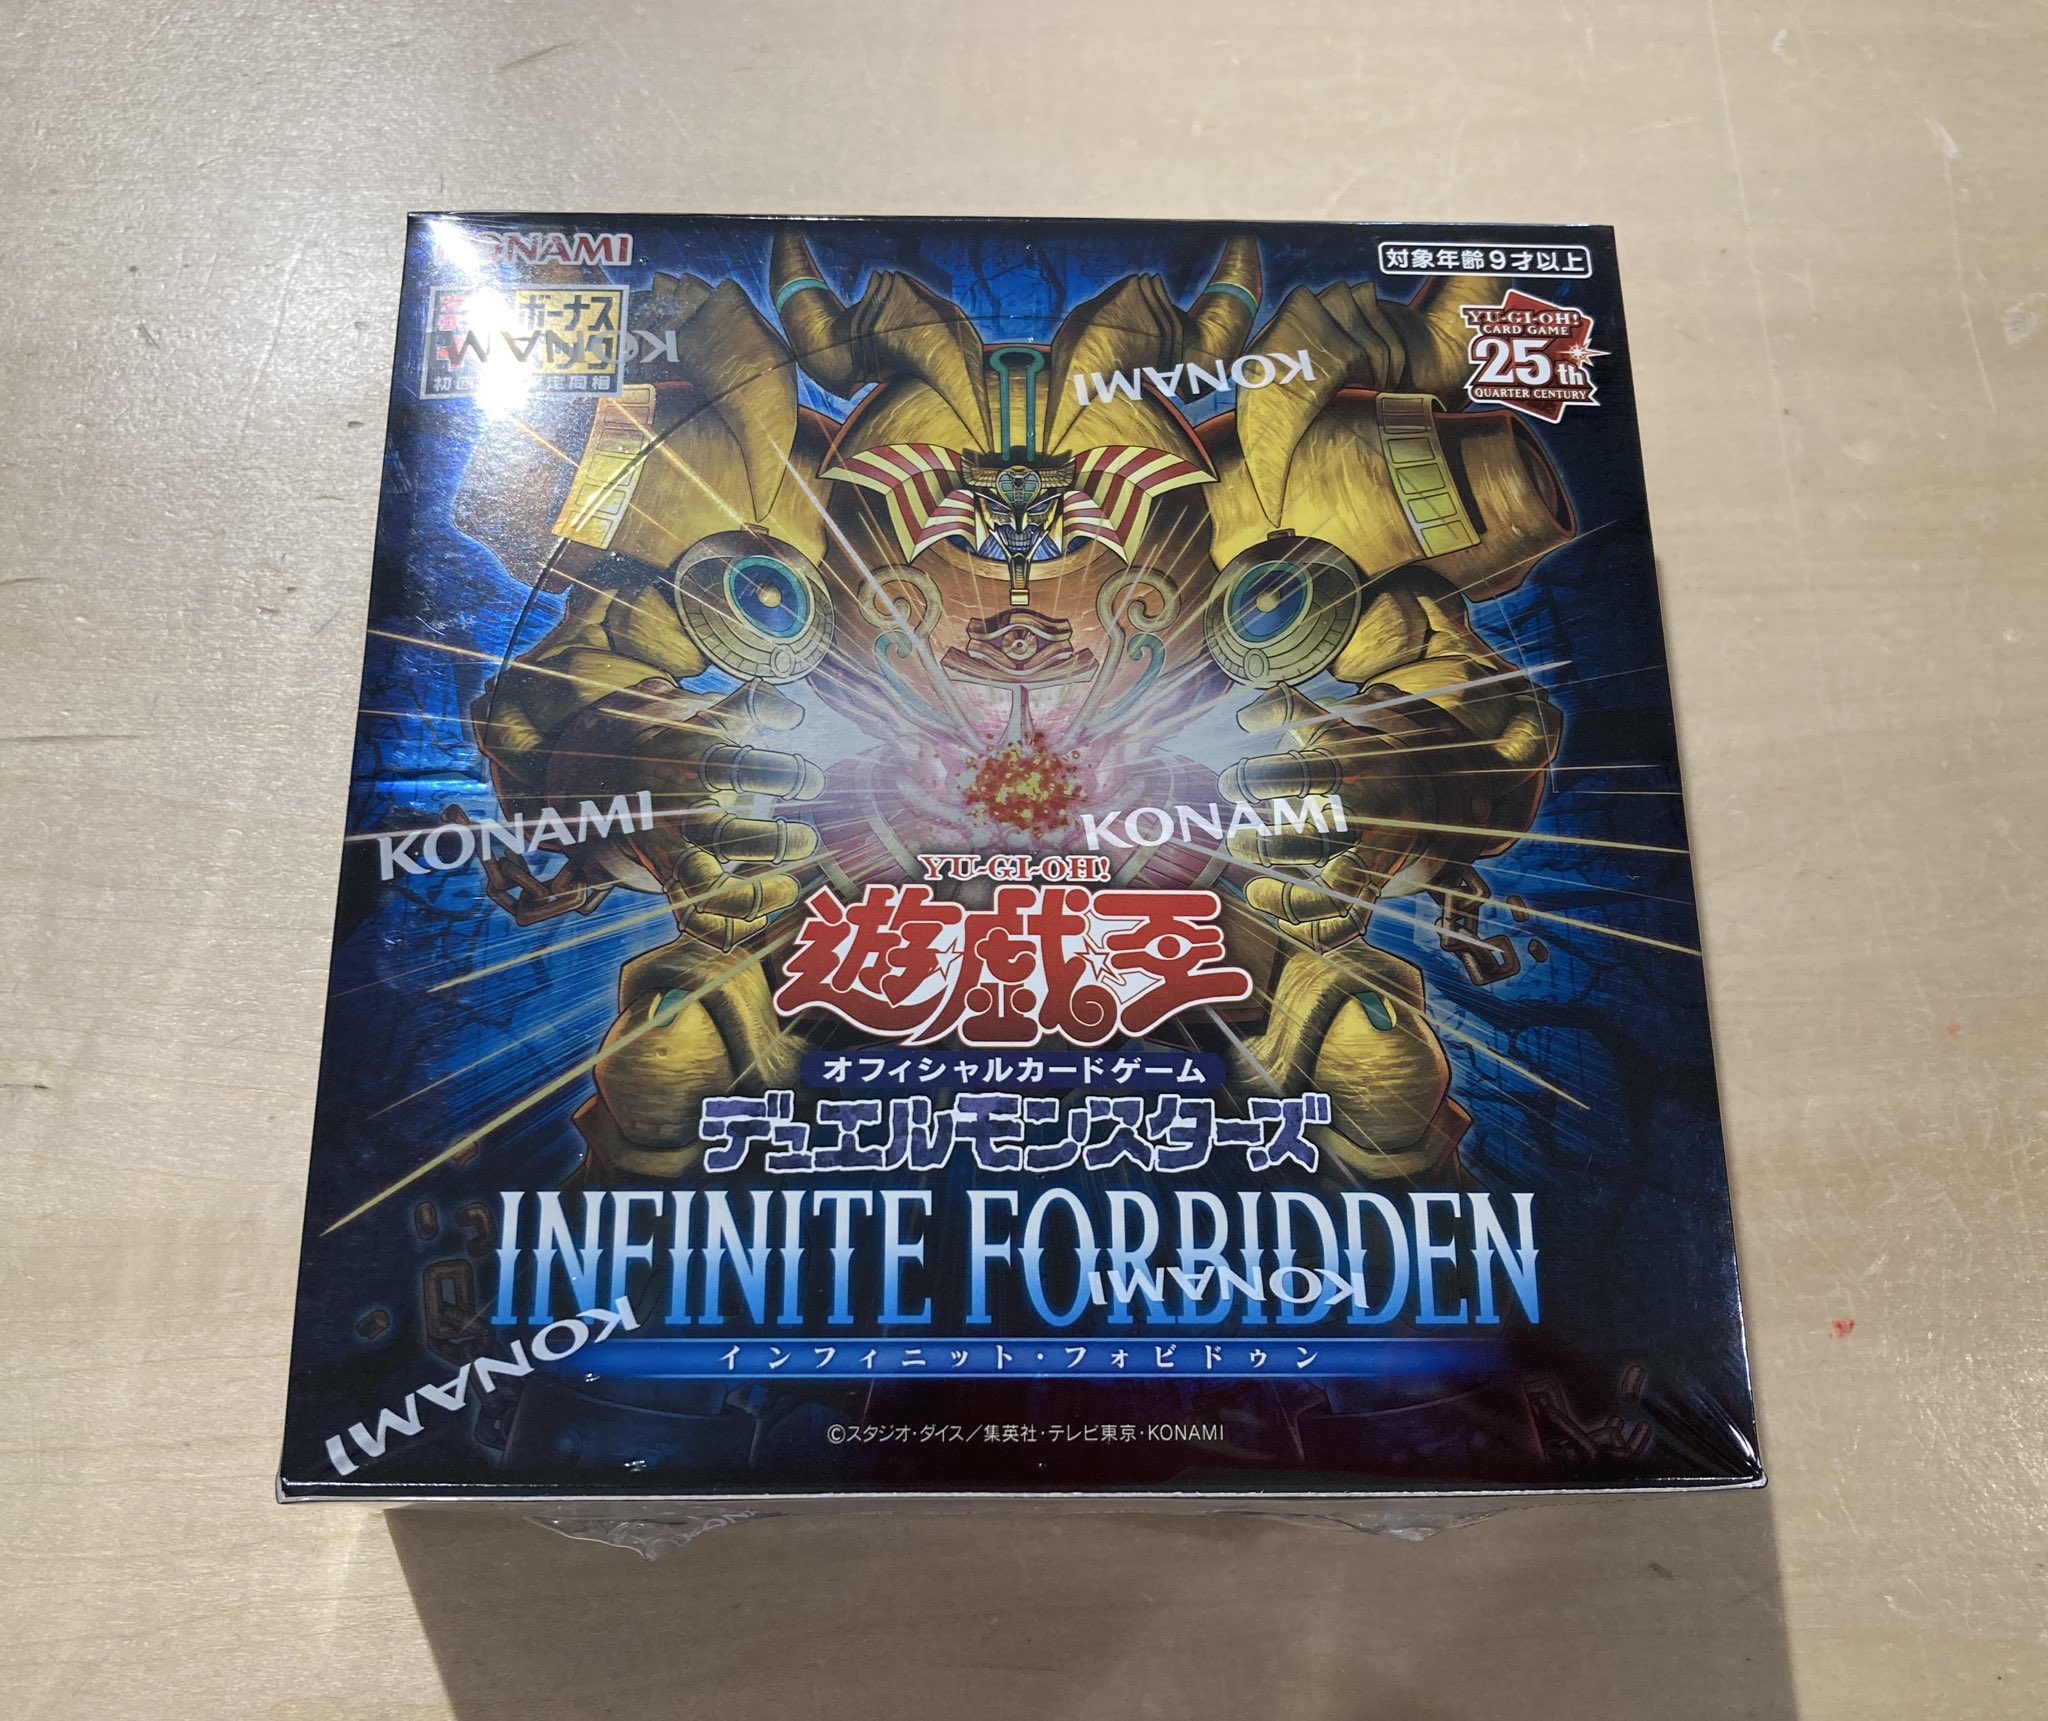 KONAMI
対象年齢9才以上
ボーナス
KONAMI
YU-GI-OH!
CARD GAME
25th
QUARTER CENTURY
KONAMI
KONAMI
KONAMI
YU-GI-OH!
遊戯王
オフィシャルカードゲーム
デュエルモンスターズ
INFINITE FORBIDDEN
KONAMI
KONAMI
インフィニット・フォビドゥン
©スタジオ・ダイス/集英社・テレビ東京・KONAMI